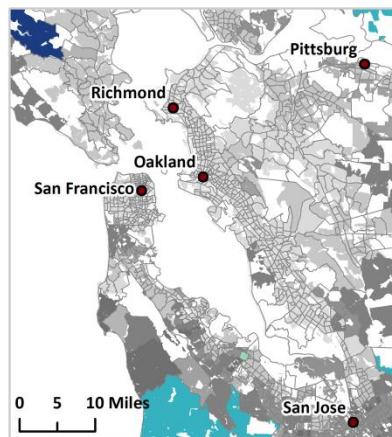 Pittsburg
Richmond
Oakland
San Francisco
San Jose
0 5 10 Miles